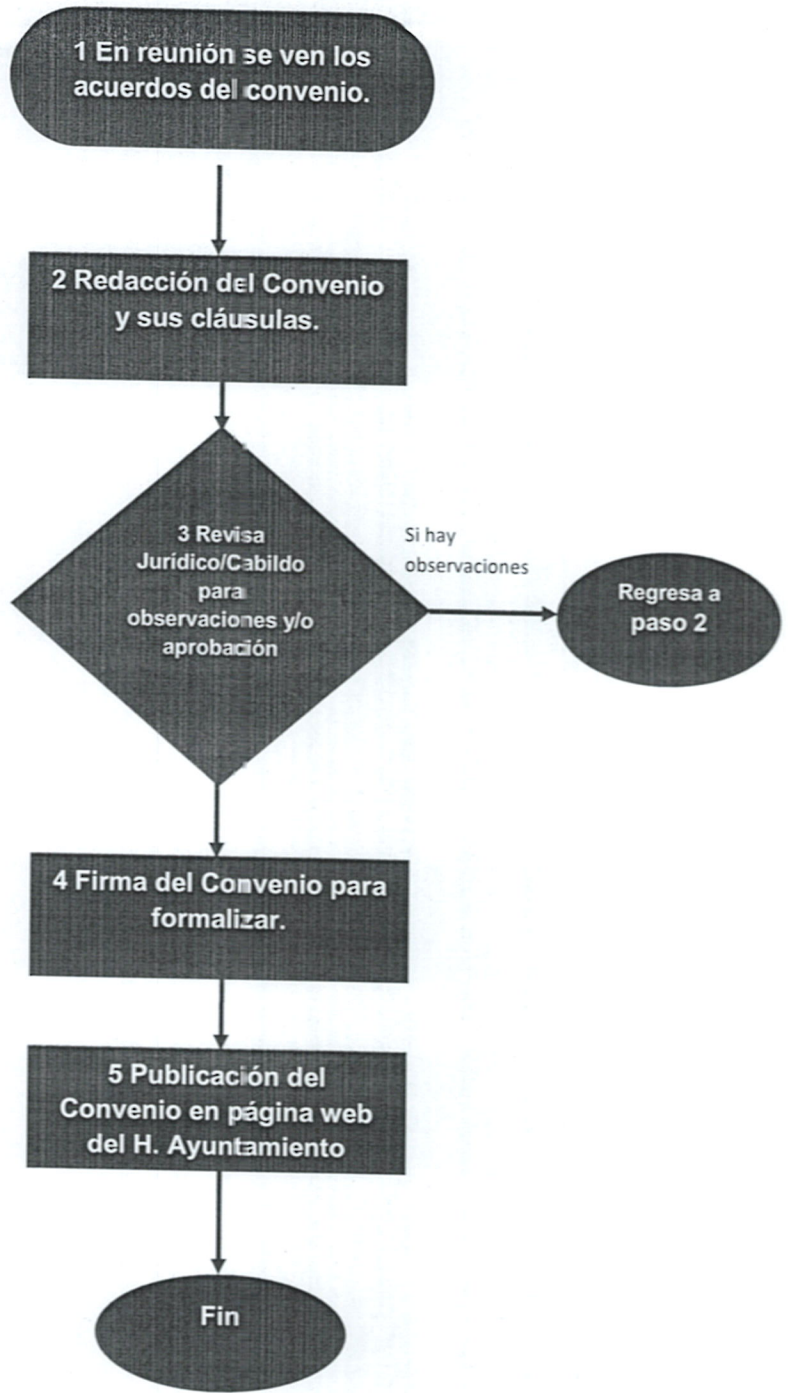 1 En reunión se ven los
acuerdos del convenio.
2 Redacción del Convenio
y sus cláusulas.
3 Revisa
Jurídico/Cabildo
para
observaciones y/o
aprobación
Si hay
observaciones
Regresa a
paso 2
4 Firma del Convenio para
formalizar.
5 Publicación del
Convenio en página web
del H. Ayuntamiento
Fin